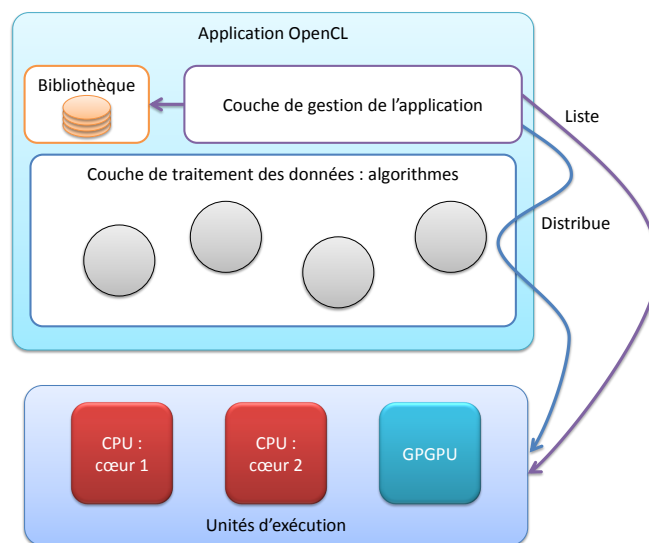 Application OpenCL
Bibliothèque
Couche de gestion de l’application
Liste
Couche de traitement des données : algorithmes
Distribue
CPU :
cœur 1
CPU :
cœur 2
GPGPU
Unités d’exécution